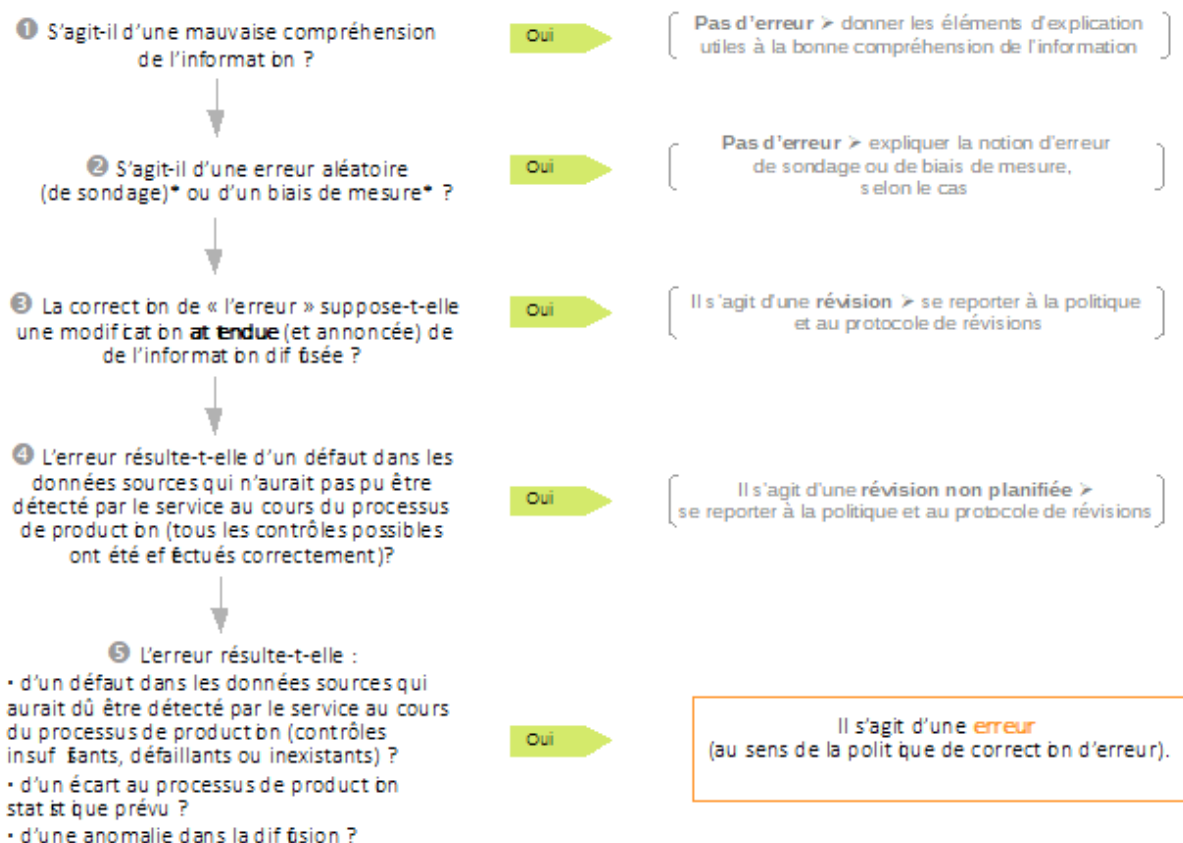 ❶ S'agit-il d'une mauvaise compréhension
de l'information ?
Oui
Pas d'erreur ➢ donner les éléments d'explication
utiles à la bonne compréhension de l'information
❷ S'agit-il d'une erreur aléatoire
(de sondage)* ou d'un biais de mesure* ?
Oui
Pas d'erreur ➢ expliquer la notion d'erreur
de sondage ou de biais de mesure,
selon le cas
❸ La correction de « l'erreur » suppose-t-elle
une modification attendue (et annoncée) de
de l'information diffusée ?
Oui
Il s'agit d'une révision ➢ se reporter à la politique
et au protocole de révisions
❹ L'erreur résulte-t-elle d'un défaut dans les
données sources qui n'aurait pas pu être
détecté par le service au cours du processus
de production (tous les contrôles possibles
ont été effectués correctement)?
Oui
Il s'agit d'une révision non planifiée ➢
se reporter à la politique et au protocole de révisions
❺ L'erreur résulte-t-elle :
· d'un défaut dans les données sources qui
aurait dû être détecté par le service au cours
du processus de production (contrôles
insuffisants, défaillants ou inexistants) ?
· d'un écart au processus de production
statistique prévu ?
· d'une anomalie dans la diffusion ?
Oui
Il s'agit d'une erreur
(au sens de la politique de correction d'erreur).